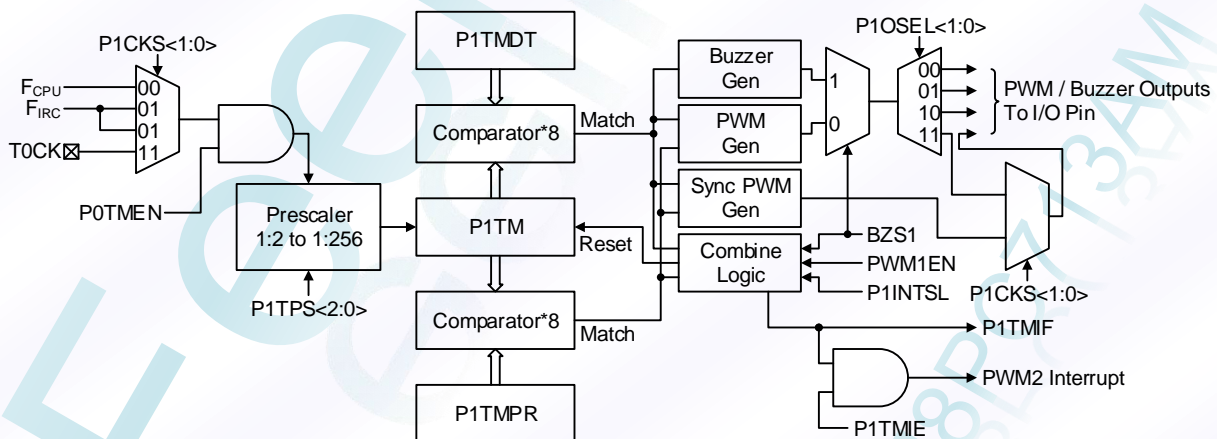 P1CKS<1:0>
F_CPU
00
F_IRC
01
01
T0CK
11
P0TMEN
Prescaler
1:2 to 1:256
P1TPS<2:0>
P1TMDT
Comparator*8
Match
P1TM
Reset
Comparator*8
Match
P1TMPR
Buzzer
Gen
PWM
Gen
Sync PWM
Gen
Combine
Logic
1
0
P1OSEL<1:0>
00
01
10
11
PWM / Buzzer Outputs
To I/O Pin
BZS1
PWM1EN
P1INTSL
P1CKS<1:0>
P1TMIF
PWM2 Interrupt
P1TMIE